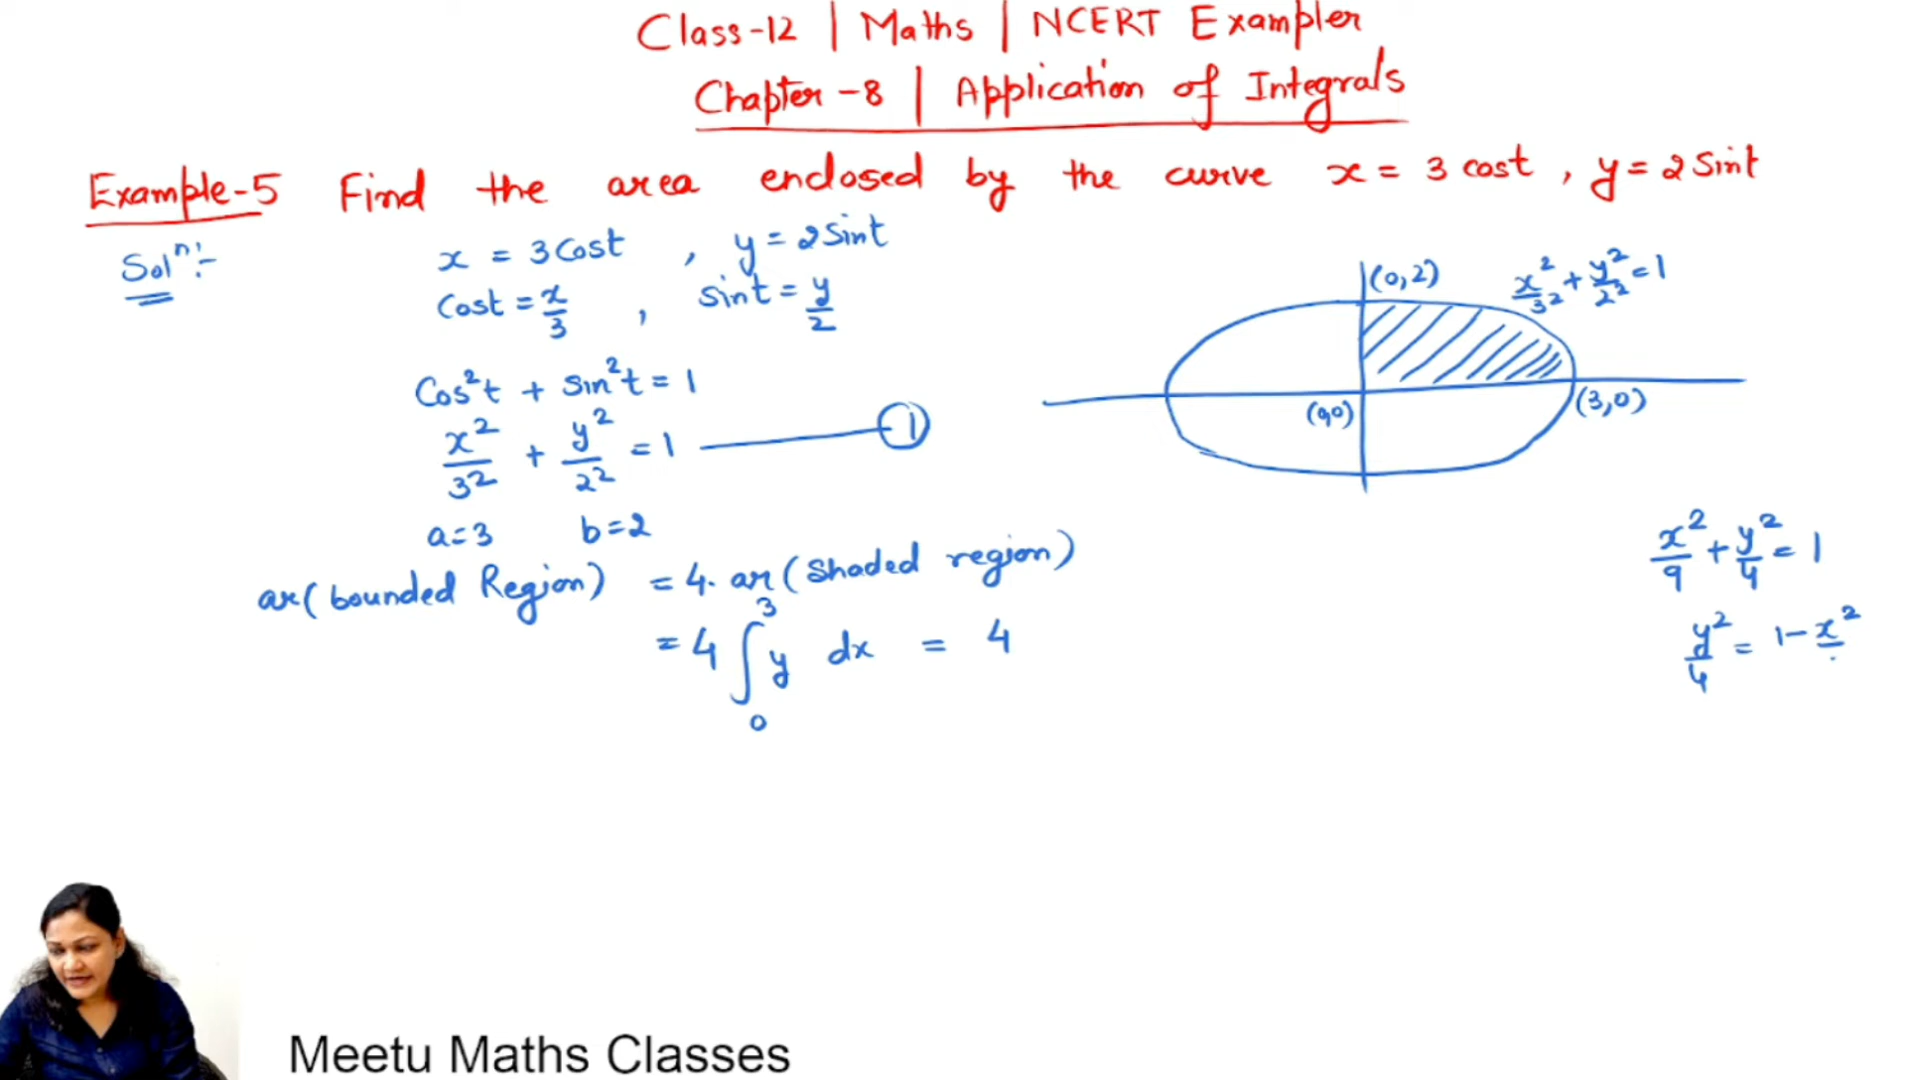 Class-12 | Maths | NCERT Exampler
Chapter-8 | Application of Integrals
Example-5 Find the area enclosed by the curve x = 3 cost , y = 2 Sint
Solⁿ:-
x = 3 Cost , y = 2 Sint
Cost = x/3 , sint = y/2
Cos²t + sin²t = 1
x²/3² + y²/2² = 1 ——— ①
a=3 b=2
(0,2)
x²/3² + y²/2² = 1
(0,0)
(3,0)
ar(bounded Region) = 4. ar(shaded region)
= 4 ∫₀³ y dx = 4
x²/9 + y²/4 = 1
y²/4 = 1 - x²
Meetu Maths Classes